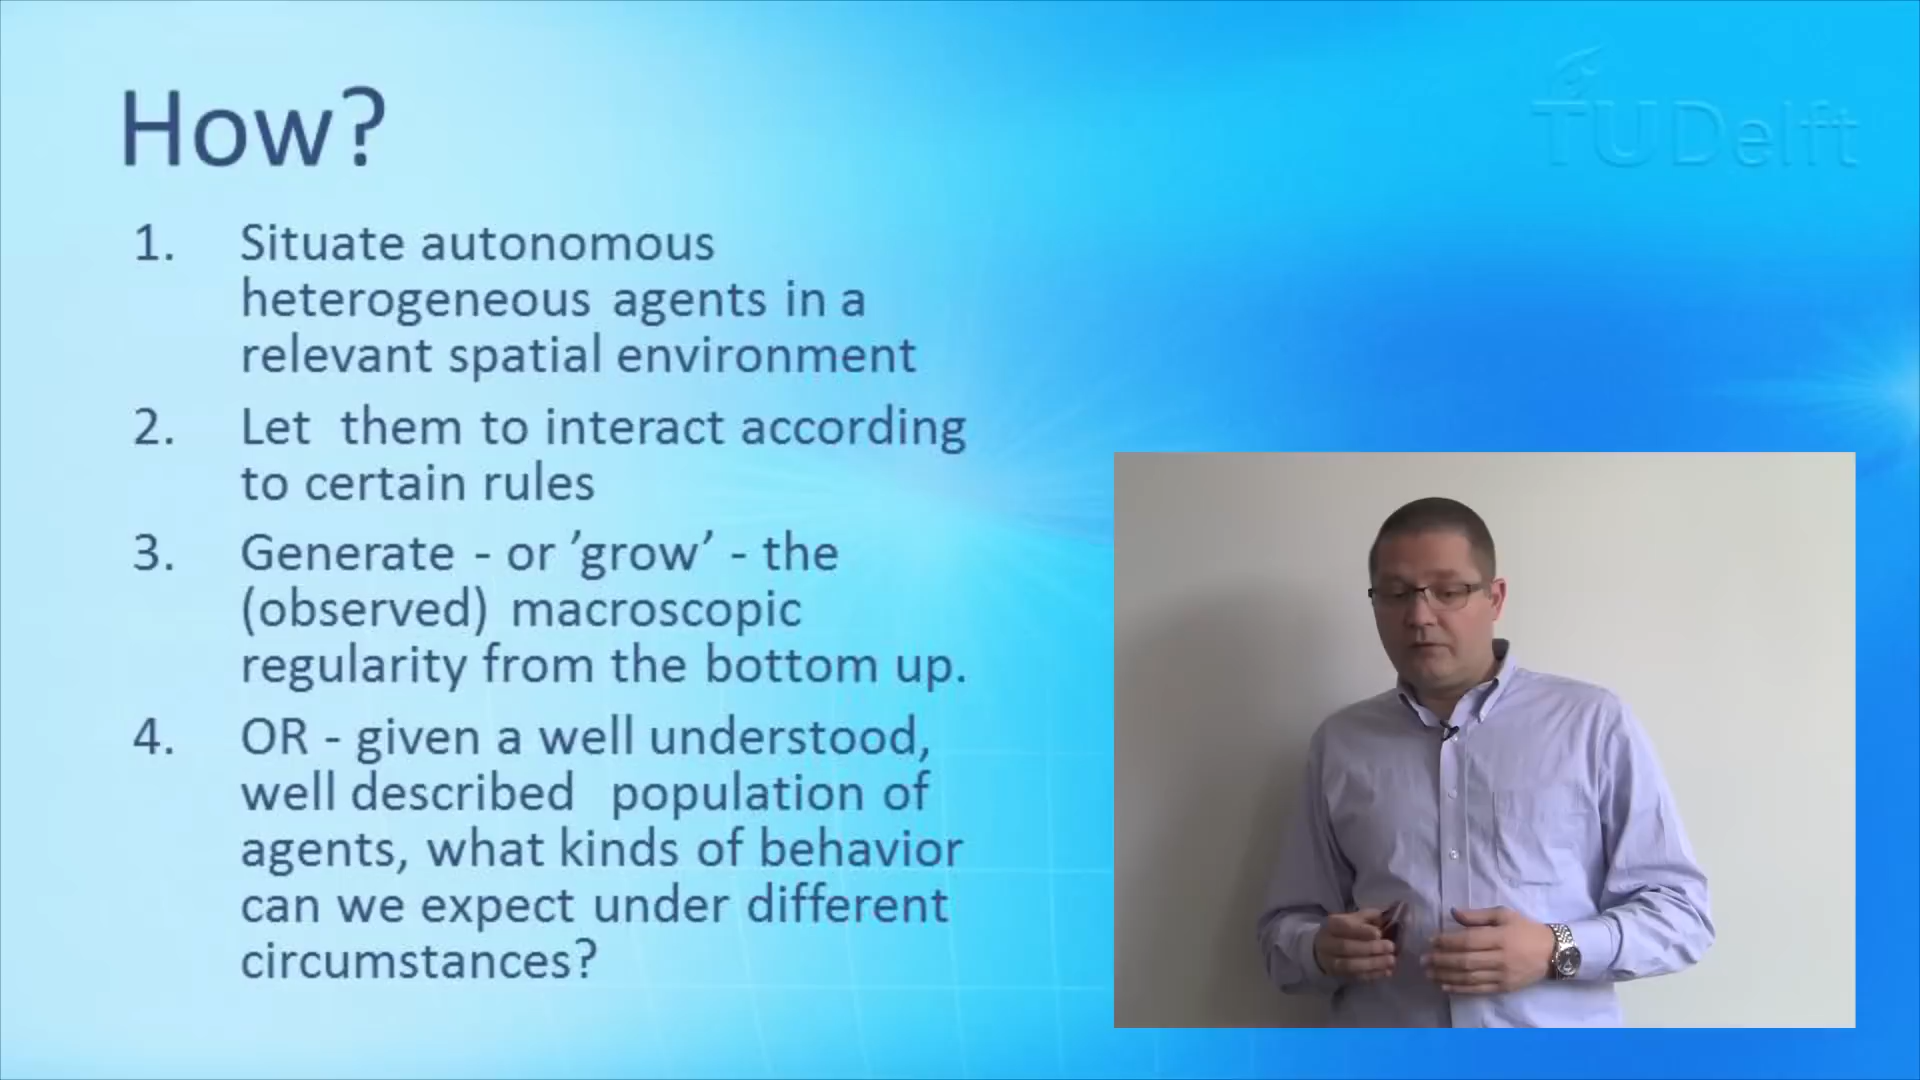 How?
TUDelft
1. Situate autonomous
heterogeneous agents in a
relevant spatial environment
2. Let them to interact according
to certain rules
3. Generate - or ’grow’ - the
(observed) macroscopic
regularity from the bottom up.
4. OR - given a well understood,
well described population of
agents, what kinds of behavior
can we expect under different
circumstances?